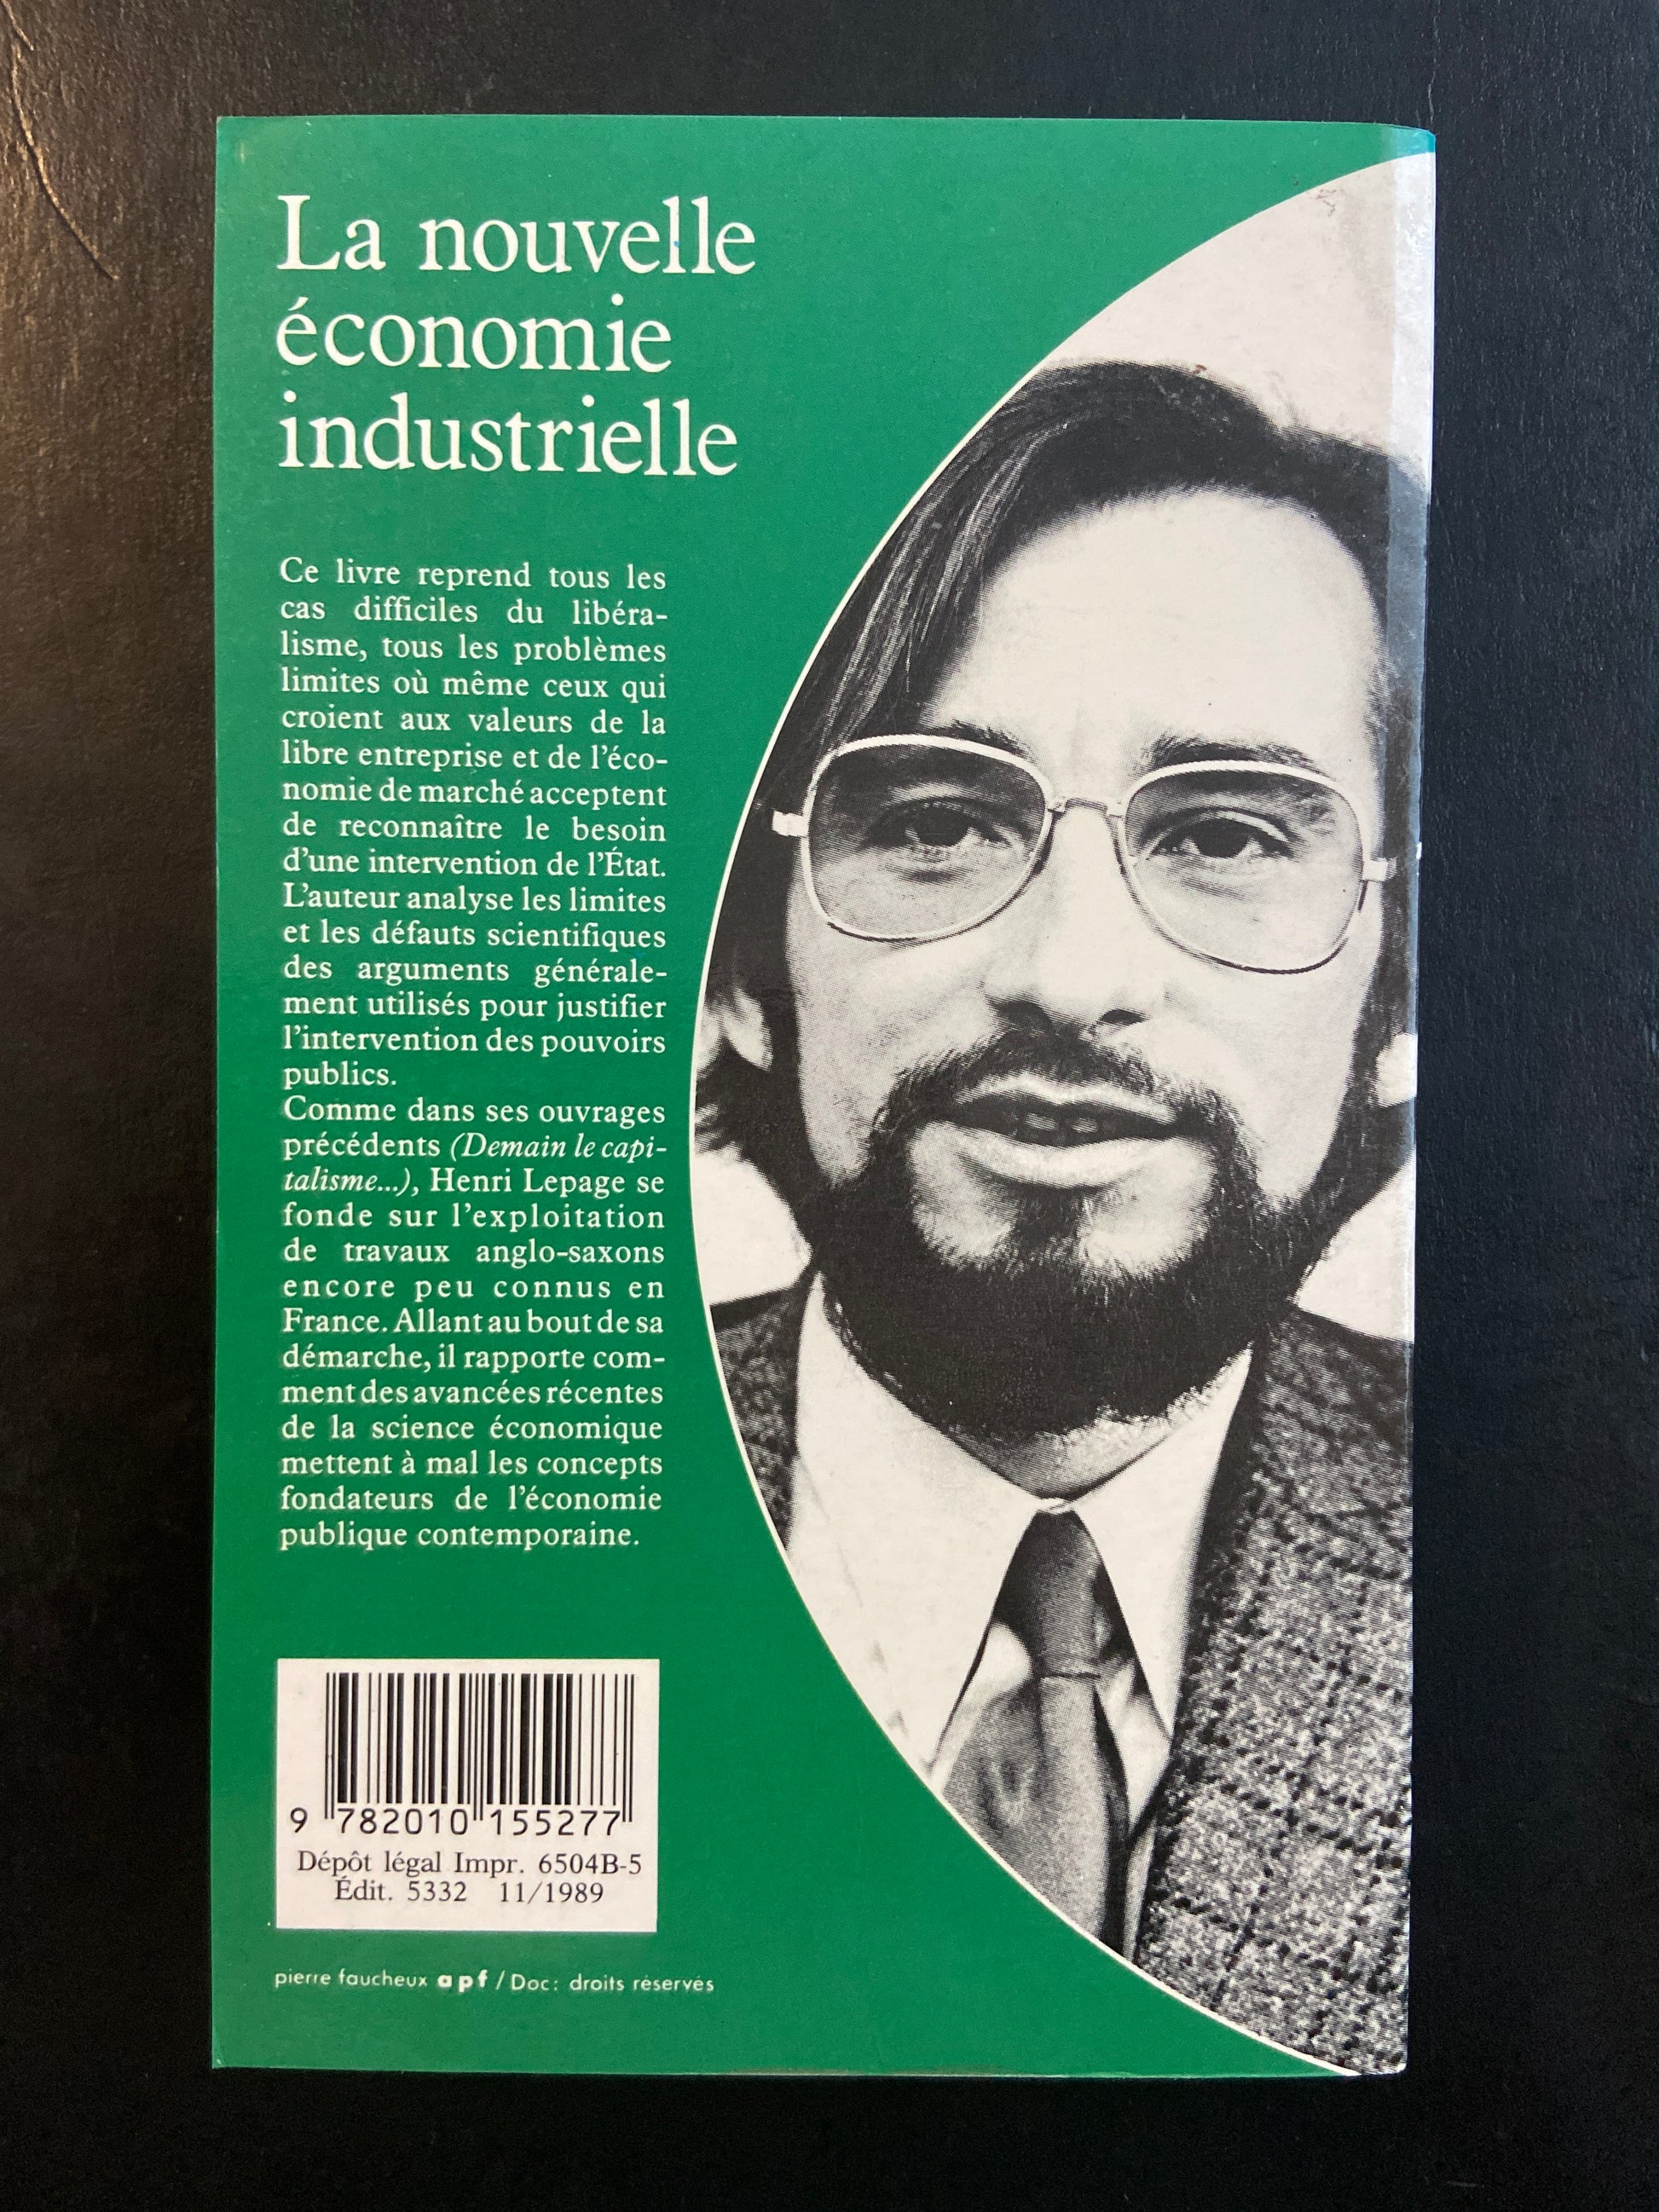 La nouvelle
économie
industrielle
Ce livre reprend tous les
cas difficiles du libéra-
lisme, tous les problèmes
limites où même ceux qui
croient aux valeurs de la
libre entreprise et de l’éco-
nomie de marché acceptent
de reconnaître le besoin
d’une intervention de l’État.
L’auteur analyse les limites
et les défauts scientifiques
des arguments générale-
ment utilisés pour justifier
l’intervention des pouvoirs
publics.
Comme dans ses ouvrages
précédents (Demain le capi-
talisme...), Henri Lepage se
fonde sur l’exploitation
de travaux anglo-saxons
encore peu connus en
France. Allant au bout de sa
démarche, il rapporte com-
ment des avancées récentes
de la science économique
mettent à mal les concepts
fondateurs de l’économie
publique contemporaine.
9 782010 155277
Dépôt légal Impr. 6504B-5
Édit. 5332 11/1989
pierre faucheux apf / Doc: droits réservés